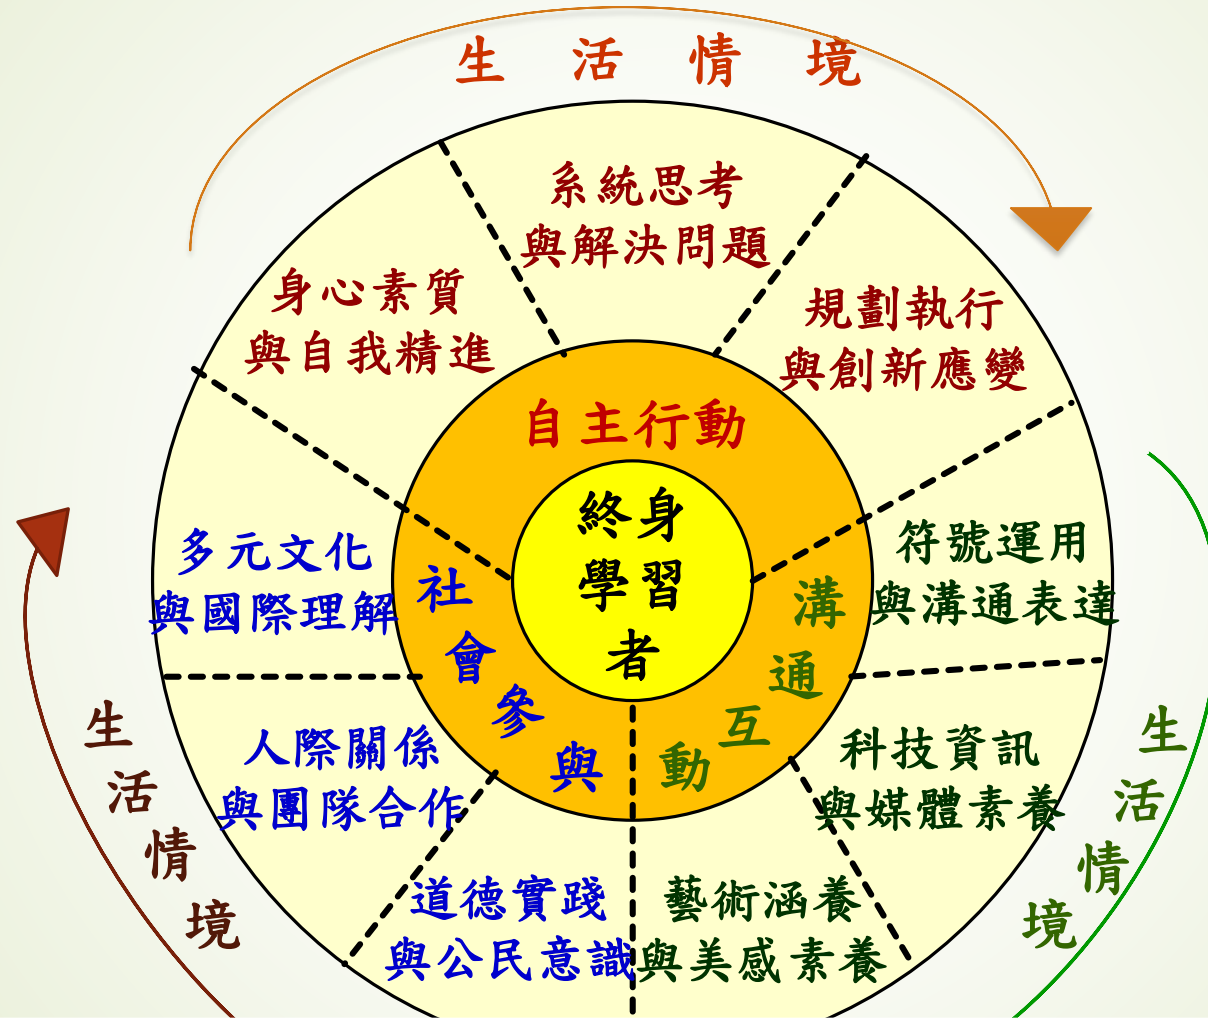 生活情境
系統思考
與解決問題
身心素質
與自我精進
規劃執行
與創新應變
自主行動
終身
學習
者
多元文化
與國際理解
社會參與
溝通互動
符號運用
與溝通表達
人際關係
與團隊合作
科技資訊
與媒體素養
道德實踐
與公民意識
藝術涵養
與美感素養
生活情境
生活情境